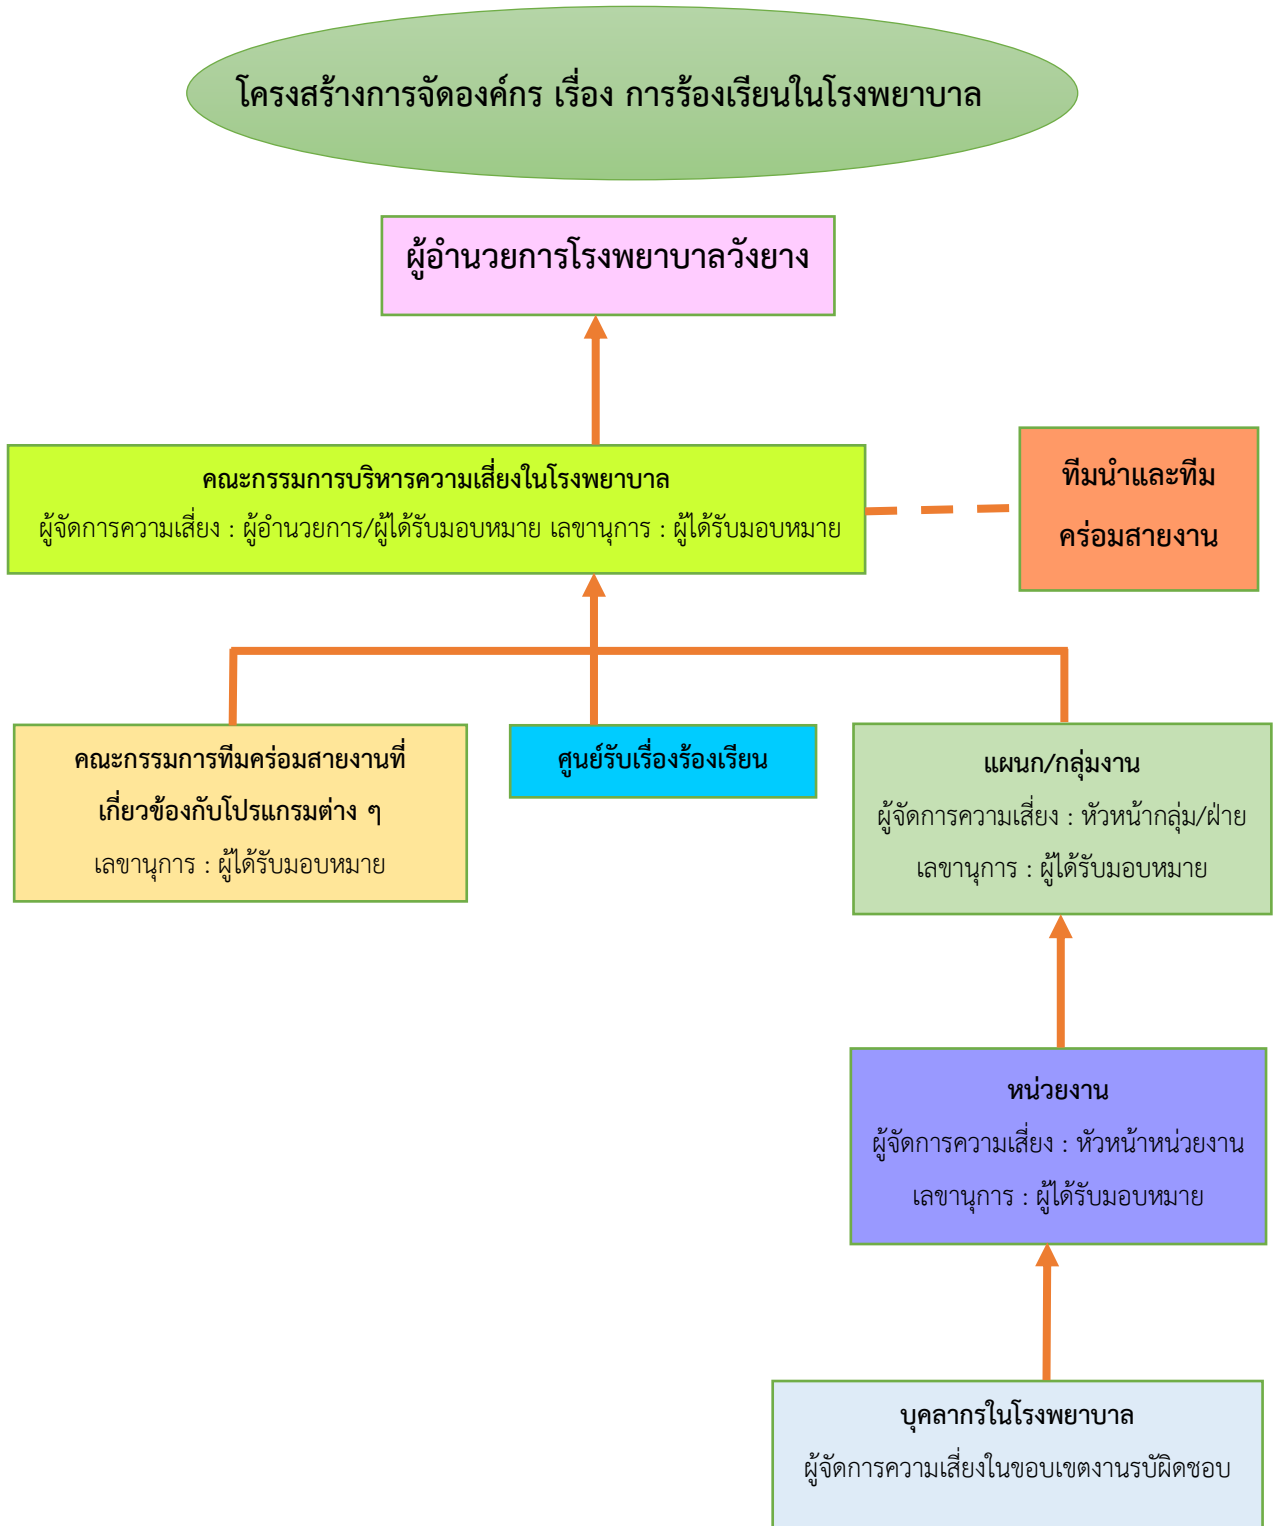 โครงสร้างการจัดองค์กร เรื่อง การร้องเรียนในโรงพยาบาล
ผู้อำนวยการโรงพยาบาลวังยาง
คณะกรรมการบริหารความเสี่ยงในโรงพยาบาล
ผู้จัดการความเสี่ยง : ผู้อำนวยการ/ผู้ได้รับมอบหมาย เลขานุการ : ผู้ได้รับมอบหมาย
ทีมนำและทีม
คร่อมสายงาน
คณะกรรมการทีมคร่อมสายงานที่
เกี่ยวข้องกับโปรแกรมต่าง ๆ
เลขานุการ : ผู้ได้รับมอบหมาย
ศูนย์รับเรื่องร้องเรียน
แผนก/กลุ่มงาน
ผู้จัดการความเสี่ยง : หัวหน้ากลุ่ม/ฝ่าย
เลขานุการ : ผู้ได้รับมอบหมาย
หน่วยงาน
ผู้จัดการความเสี่ยง : หัวหน้าหน่วยงาน
เลขานุการ : ผู้ได้รับมอบหมาย
บุคลากรในโรงพยาบาล
ผู้จัดการความเสี่ยงในขอบเขตงานรบัผิดชอบ